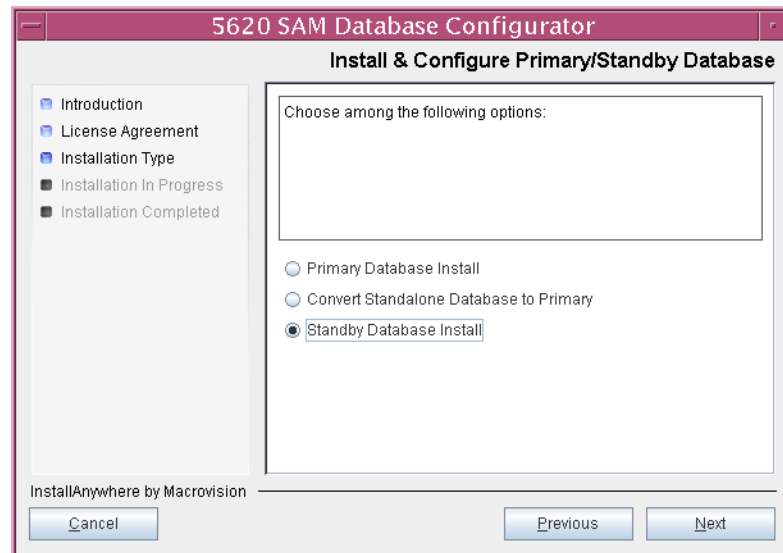 5620 SAM Database Configurator
Install & Configure Primary/Standby Database
Introduction
License Agreement
Installation Type
Installation In Progress
Installation Completed
Choose among the following options:
Primary Database Install
Convert Standalone Database to Primary
Standby Database Install
InstallAnywhere by Macrovision
Cancel
Previous
Next